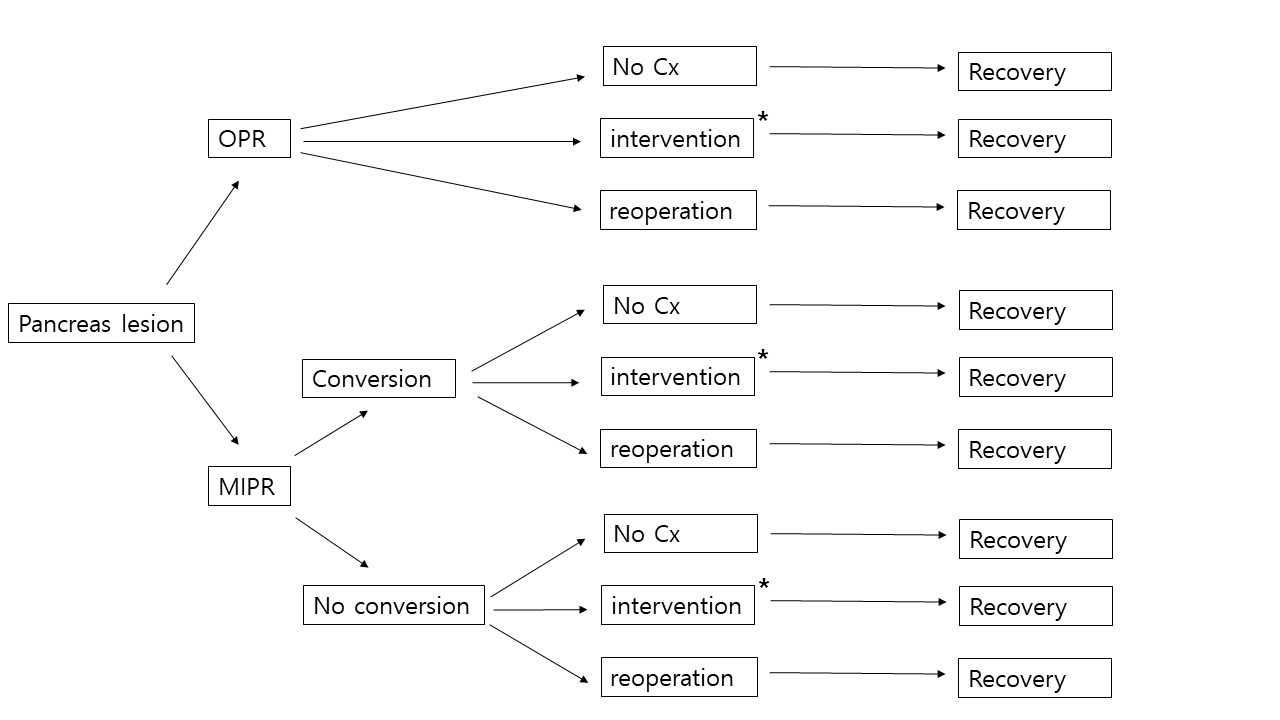 No Cx
Recovery
OPR
intervention*
Recovery
reoperation
Recovery
Pancreas lesion
No Cx
Recovery
Conversion
intervention*
Recovery
reoperation
Recovery
MIPR
No Cx
Recovery
No conversion
intervention*
Recovery
reoperation
Recovery